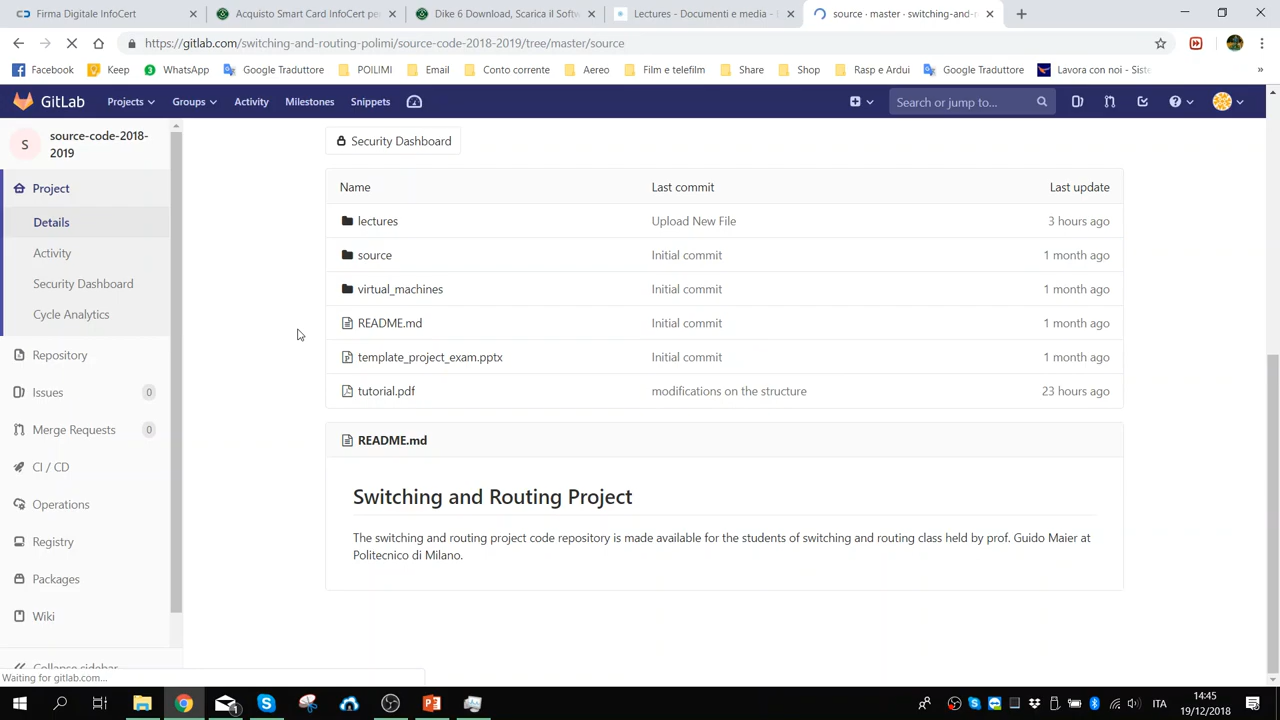 Firma Digitale InfoCert
Acquisto Smart Card InfoCert pe
Dike 6 Download, Scarica il Softw
Lectures - Documenti e media -
source · master · switching-and-r
https://gitlab.com/switching-and-routing-polimi/source-code-2018-2019/tree/master/source
Facebook
Keep
WhatsApp
Google Traduttore
POILIMI
Email
Conto corrente
Aereo
Film e telefilm
Share
Shop
Rasp e Ardui
Google Traduttore
Lavora con noi - Siste
»
GitLab
Projects
Groups
Activity
Milestones
Snippets
Search or jump to...
S
source-code-2018-
2019
Project
Details
Activity
Security Dashboard
Cycle Analytics
Repository
Issues 0
Merge Requests 0
CI / CD
Operations
Registry
Packages
Wiki
Collapse sidebar
Security Dashboard
Name Last commit Last update
lectures Upload New File 3 hours ago
source Initial commit 1 month ago
virtual_machines Initial commit 1 month ago
README.md Initial commit 1 month ago
template_project_exam.pptx Initial commit 1 month ago
tutorial.pdf modifications on the structure 23 hours ago
README.md
Switching and Routing Project
The switching and routing project code repository is made available for the students of switching and routing class held by prof. Guido Maier at
Politecnico di Milano.
Waiting for gitlab.com...
1
ITA
14:45
19/12/2018